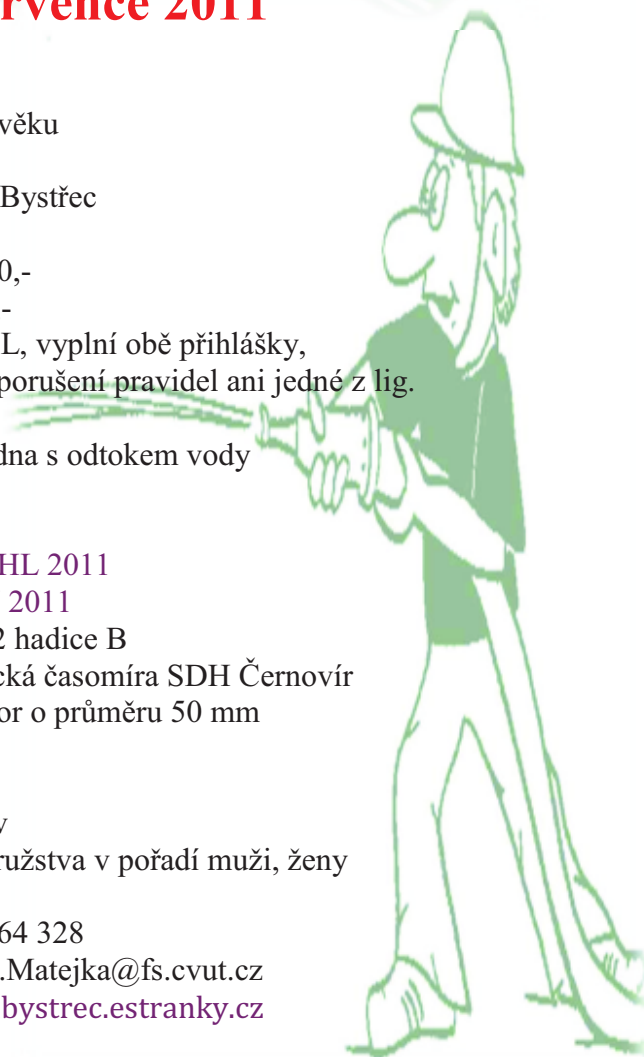 rvence 2011
věku
Bystřec
0,-
-
L, vyplní obě přihlášky,
porušení pravidel ani jedné z lig.
dna s odtokem vody
HL 2011
2011
2 hadice B
cká časomíra SDH Černovír
or o průměru 50 mm
v
ružstva v pořadí muži, ženy
64 328
.Matejka@fs.cvut.cz
bystrec.estranky.cz